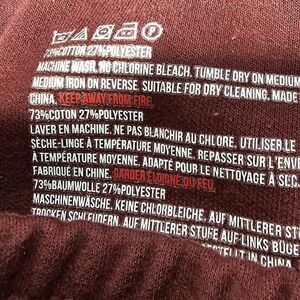 73%COTTON 27%POLYESTER
MACHINE WASH. NO CHLORINE BLEACH. TUMBLE DRY ON MEDIUM
MEDIUM IRON ON REVERSE. SUITABLE FOR DRY CLEANING. MADE
CHINA. KEEP AWAY FROM FIRE.
73%COTON 27%POLYESTER
LAVER EN MACHINE. NE PAS BLANCHIR AU CHLORE. UTILISER LE
SÈCHE-LINGE À TEMPÉRATURE MOYENNE. REPASSER SUR L'ENV
À TEMPÉRATURE MOYENNE. ADAPTÉ POUR LE NETTOYAGE À SEC.
FABRIQUÉ EN CHINE. GARDER ÉLOIGNÉ DU FEU.
73%BAUMWOLLE 27%POLYESTER
MASCHINENWÄSCHE. KEINE CHLORBLEICHE. AUF MITTLERER STUF
TROCKEN SCHLEUDERN. AUF MITTLERER STUFE AUF LINKS BÜGE